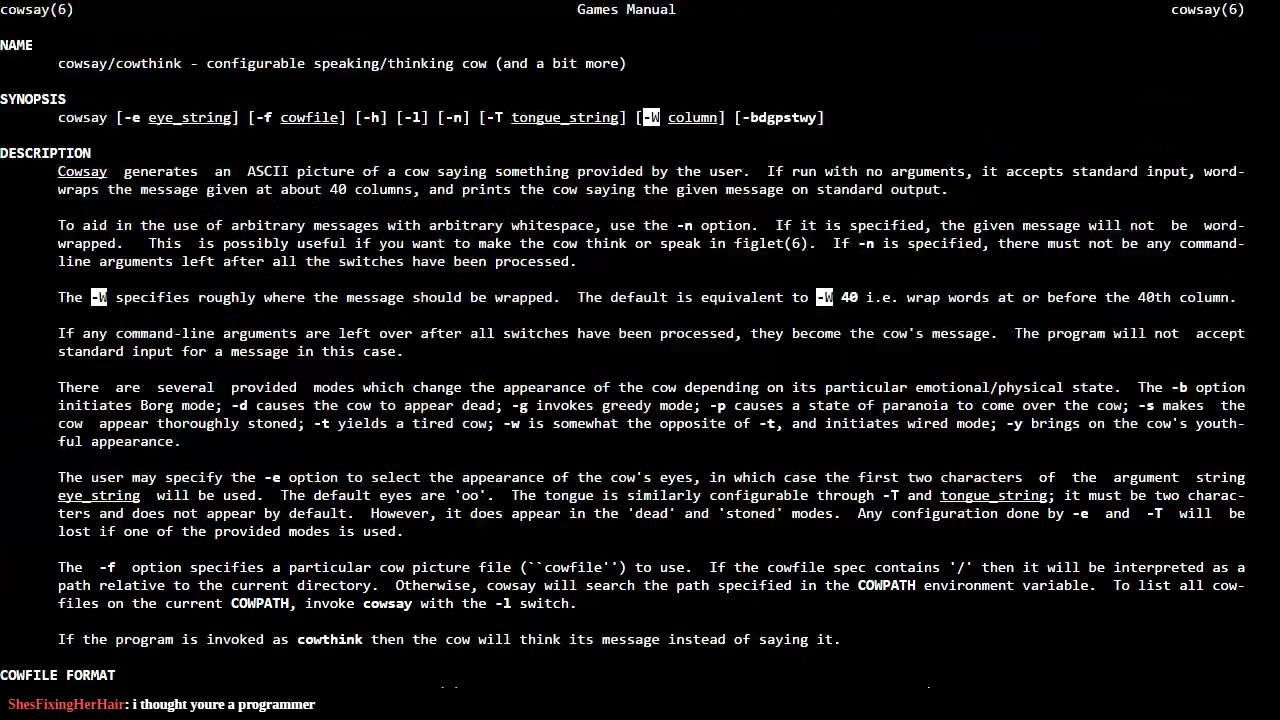 cowsay(6) Games Manual cowsay(6)
NAME
cowsay/cowthink - configurable speaking/thinking cow (and a bit more)
SYNOPSIS
cowsay [-e eye_string] [-f cowfile] [-h] [-l] [-n] [-T tongue_string] [-W column] [-bdgpstwy]
DESCRIPTION
Cowsay generates an ASCII picture of a cow saying something provided by the user. If run with no arguments, it accepts standard input, word-
wraps the message given at about 40 columns, and prints the cow saying the given message on standard output.
To aid in the use of arbitrary messages with arbitrary whitespace, use the -n option. If it is specified, the given message will not be word-
wrapped. This is possibly useful if you want to make the cow think or speak in figlet(6). If -n is specified, there must not be any command-
line arguments left after all the switches have been processed.
The -W specifies roughly where the message should be wrapped. The default is equivalent to -W 40 i.e. wrap words at or before the 40th column.
If any command-line arguments are left over after all switches have been processed, they become the cow's message. The program will not accept
standard input for a message in this case.
There are several provided modes which change the appearance of the cow depending on its particular emotional/physical state. The -b option
initiates Borg mode; -d causes the cow to appear dead; -g invokes greedy mode; -p causes a state of paranoia to come over the cow; -s makes the
cow appear thoroughly stoned; -t yields a tired cow; -w is somewhat the opposite of -t, and initiates wired mode; -y brings on the cow's youth-
ful appearance.
The user may specify the -e option to select the appearance of the cow's eyes, in which case the first two characters of the argument string
eye_string will be used. The default eyes are 'oo'. The tongue is similarly configurable through -T and tongue_string; it must be two charac-
ters and does not appear by default. However, it does appear in the 'dead' and 'stoned' modes. Any configuration done by -e and -T will be
lost if one of the provided modes is used.
The -f option specifies a particular cow picture file (``cowfile'') to use. If the cowfile spec contains '/' then it will be interpreted as a
path relative to the current directory. Otherwise, cowsay will search the path specified in the COWPATH environment variable. To list all cow-
files on the current COWPATH, invoke cowsay with the -l switch.
If the program is invoked as cowthink then the cow will think its message instead of saying it.
COWFILE FORMAT
ShesFixingHerHair: i thought youre a programmer